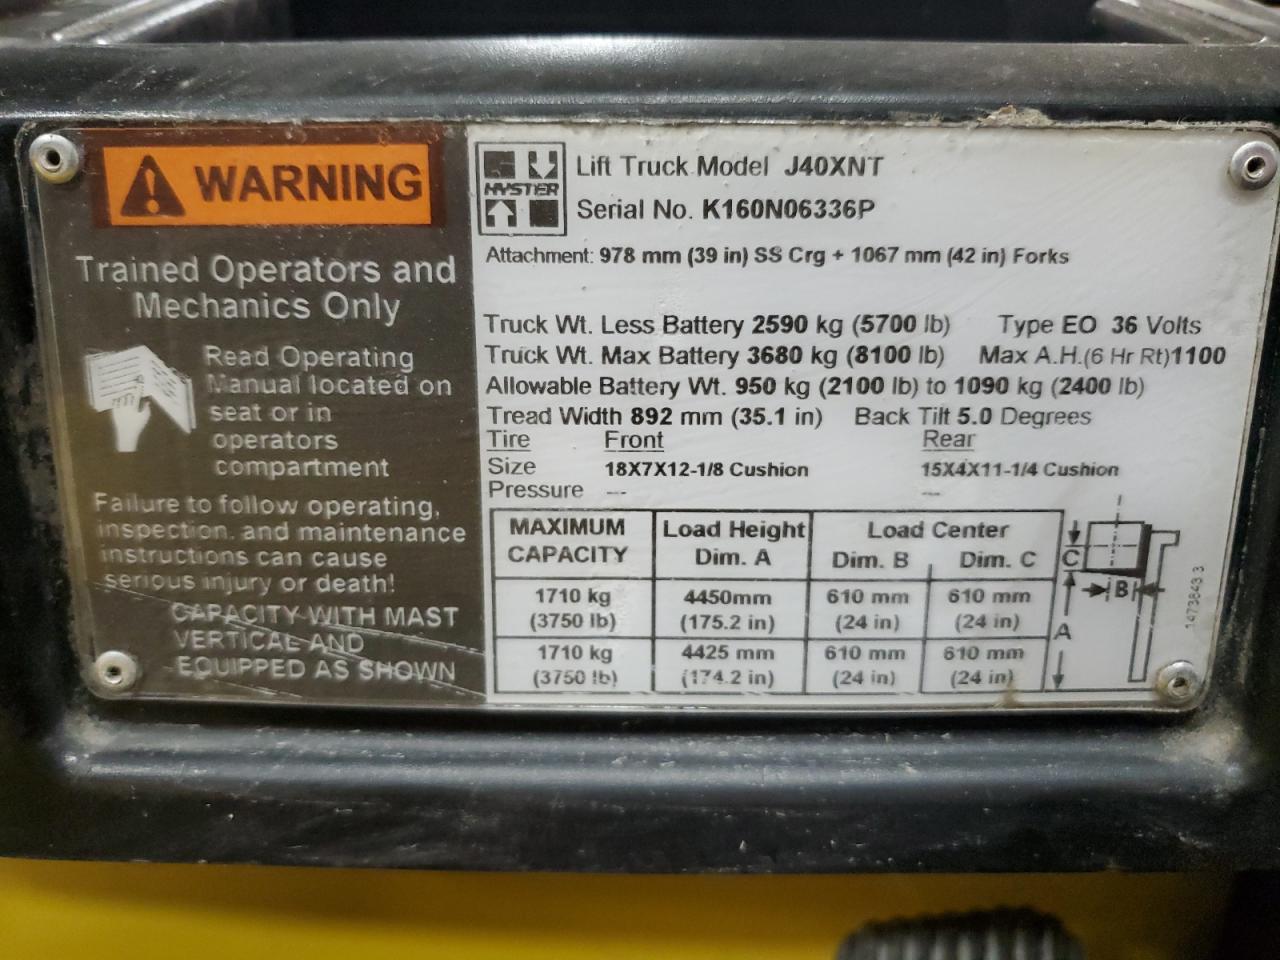 WARNING
Trained Operators and
Mechanics Only
Read Operating
Manual located on
seat or in
operators
compartment
Failure to follow operating,
inspection, and maintenance
instructions can cause
serious injury or death!
CAPACITY WITH MAST
VERTICAL AND
EQUIPPED AS SHOWN
HYSTER
Lift Truck Model J40XNT
Serial No. K160N06336P
Attachment: 978 mm (39 in) SS Crg + 1067 mm (42 in) Forks
Truck Wt. Less Battery 2590 kg (5700 lb) Type EO 36 Volts
Truck Wt. Max Battery 3680 kg (8100 lb) Max A.H.(6 Hr Rt)1100
Allowable Battery Wt. 950 kg (2100 lb) to 1090 kg (2400 lb)
Tread Width 892 mm (35.1 in) Back Tilt 5.0 Degrees
Tire Front Rear
Size 18X7X12-1/8 Cushion 15X4X11-1/4 Cushion
Pressure --- ---
MAXIMUM Load Height Load Center
CAPACITY Dim. A Dim. B Dim. C
1710 kg 4450mm 610 mm 610 mm
(3750 lb) (175.2 in) (24 in) (24 in)
1710 kg 4425 mm 610 mm 610 mm
(3750 lb) (174.2 in) (24 in) (24 in)
C
B
A
1473843 3